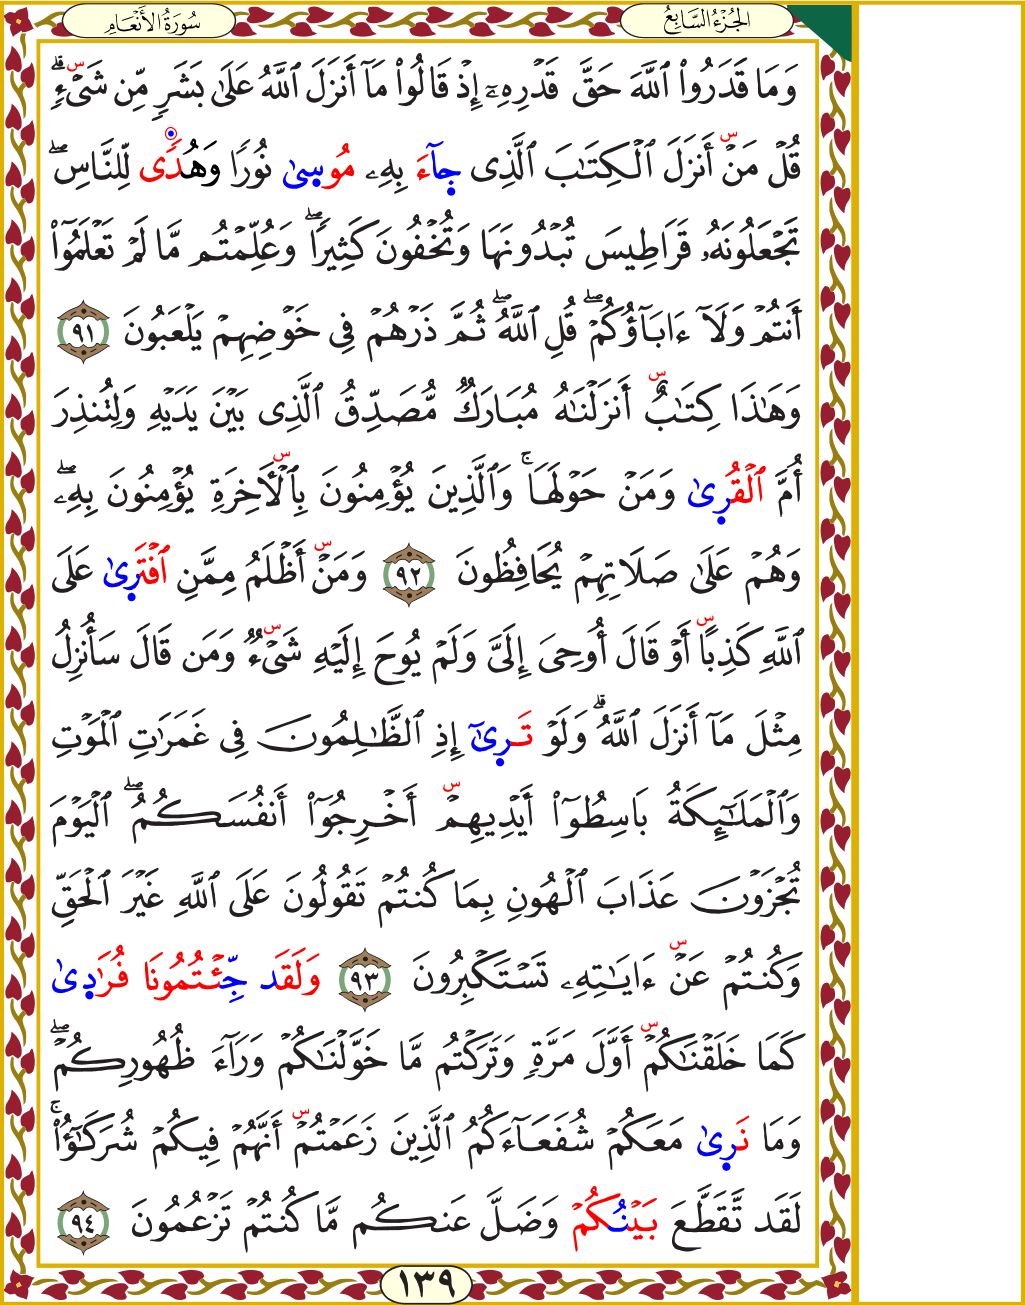 الجُزْءُ السَّابِعُ
سُورَةُ الأَنْعَامِ
وَمَا قَدَرُوا۟ ٱللَّهَ حَقَّ قَدْرِهِۦٓ إِذْ قَالُوا۟ مَآ أَنزَلَ ٱللَّهُ عَلَىٰ بَشَرٍ مِّن شَىْءٍ ۗ
قُلْ مَنْ أَنزَلَ ٱلْكِتَـٰبَ ٱلَّذِى جَآءَ بِهِۦ مُوسَىٰ نُورًا وَهُدًى لِّلنَّاسِ ۖ
تَجْعَلُونَهُۥ قَرَاطِيسَ تُبْدُونَهَا وَتُخْفُونَ كَثِيرًا ۖ وَعُلِّمْتُم مَّا لَمْ تَعْلَمُوٓا۟
أَنتُمْ وَلَآ ءَابَآؤُكُمْ ۖ قُلِ ٱللَّهُ ۖ ثُمَّ ذَرْهُمْ فِى خَوْضِهِمْ يَلْعَبُونَ ٩١
وَهَـٰذَا كِتَـٰبٌ أَنزَلْنَـٰهُ مُبَارَكٌ مُّصَدِّقُ ٱلَّذِى بَيْنَ يَدَيْهِ وَلِتُنذِرَ
أُمَّ ٱلْقُرَىٰ وَمَنْ حَوْلَهَا ۚ وَٱلَّذِينَ يُؤْمِنُونَ بِٱلْـَٔاخِرَةِ يُؤْمِنُونَ بِهِۦ ۖ
وَهُمْ عَلَىٰ صَلَاتِهِمْ يُحَافِظُونَ ٩٢ وَمَنْ أَظْلَمُ مِمَّنِ ٱفْتَرَىٰ عَلَى
ٱللَّهِ كَذِبًا أَوْ قَالَ أُوحِىَ إِلَىَّ وَلَمْ يُوحَ إِلَيْهِ شَىْءٌ وَمَن قَالَ سَأُنزِلُ
مِثْلَ مَآ أَنزَلَ ٱللَّهُ ۗ وَلَوْ تَرَىٰٓ إِذِ ٱلظَّـٰلِمُونَ فِى غَمَرَٰتِ ٱلْمَوْتِ
وَٱلْمَلَـٰٓئِكَةُ بَاسِطُوٓا۟ أَيْدِيهِمْ أَخْرِجُوٓا۟ أَنفُسَكُمُ ۖ ٱلْيَوْمَ
تُجْزَوْنَ عَذَابَ ٱلْهُونِ بِمَا كُنتُمْ تَقُولُونَ عَلَى ٱللَّهِ غَيْرَ ٱلْحَقِّ
وَكُنتُمْ عَنْ ءَايَـٰتِهِۦ تَسْتَكْبِرُونَ ٩٣ وَلَقَد جِّئْتُمُونَا فُرَٰدَىٰ
كَمَا خَلَقْنَـٰكُمْ أَوَّلَ مَرَّةٍ وَتَرَكْتُم مَّا خَوَّلْنَـٰكُمْ وَرَآءَ ظُهُورِكُمْ ۖ
وَمَا نَرَىٰ مَعَكُمْ شُفَعَآءَكُمُ ٱلَّذِينَ زَعَمْتُمْ أَنَّهُمْ فِيكُمْ شُرَكَـٰٓؤُا۟ ۚ
لَقَد تَّقَطَّعَ بَيْنُكُمْ وَضَلَّ عَنكُم مَّا كُنتُمْ تَزْعُمُونَ ٩٤
١٣٩